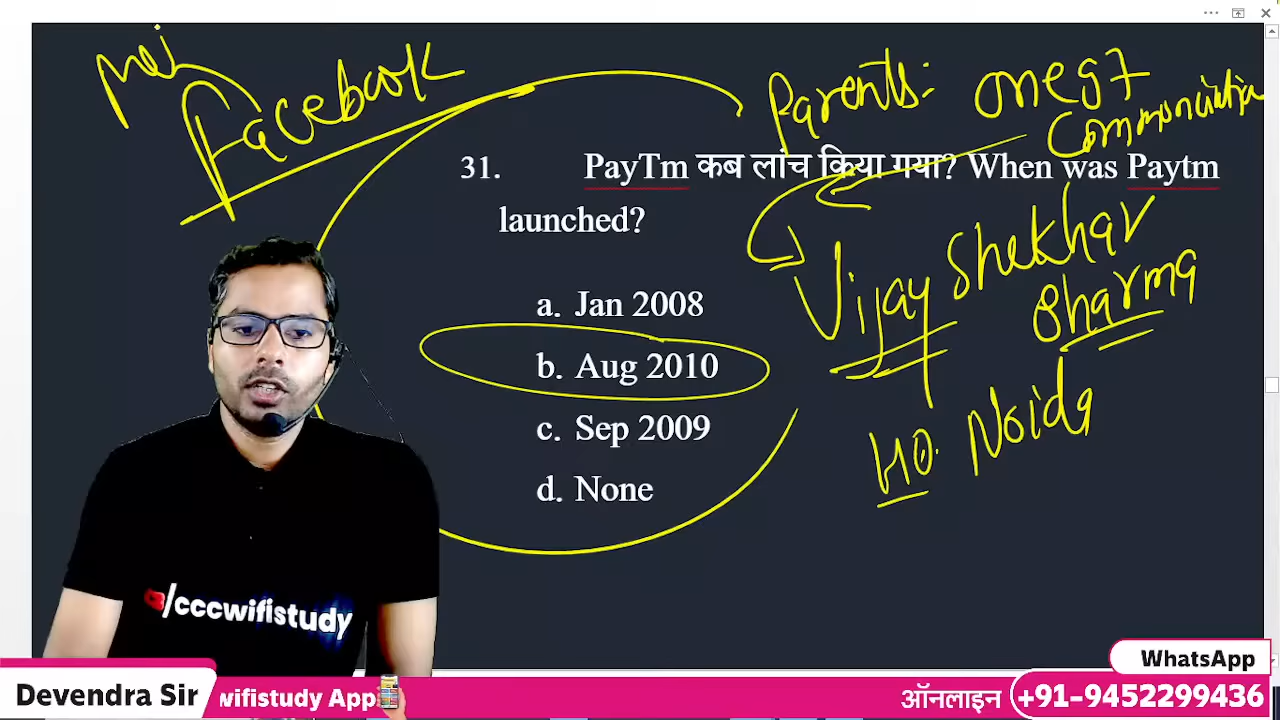 Facebook
Parents:- one97
Communication
31. PayTm कब लांच किया गया? When was Paytm
launched?
Vijay Shekhar
Sharma
a. Jan 2008
b. Aug 2010
c. Sep 2009
d. None
HO. Noida
/cccwifistudy
WhatsApp
Devendra Sir
wifistudy App
ऑनलाइन
+91-9452299436